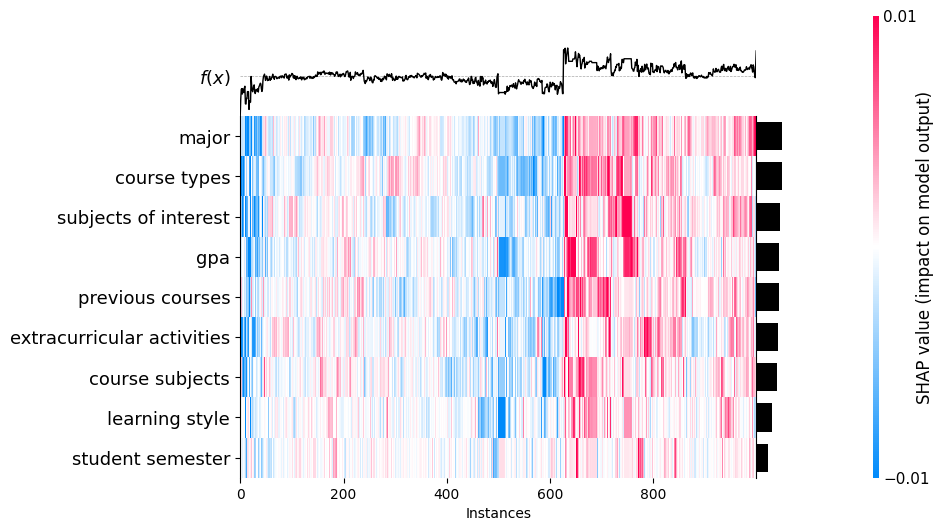 0.01
f(x)
major
course types
subjects of interest
gpa
previous courses
extracurricular activities
course subjects
learning style
student semester
0 200 400 600 800
Instances
−0.01
SHAP value (impact on model output)